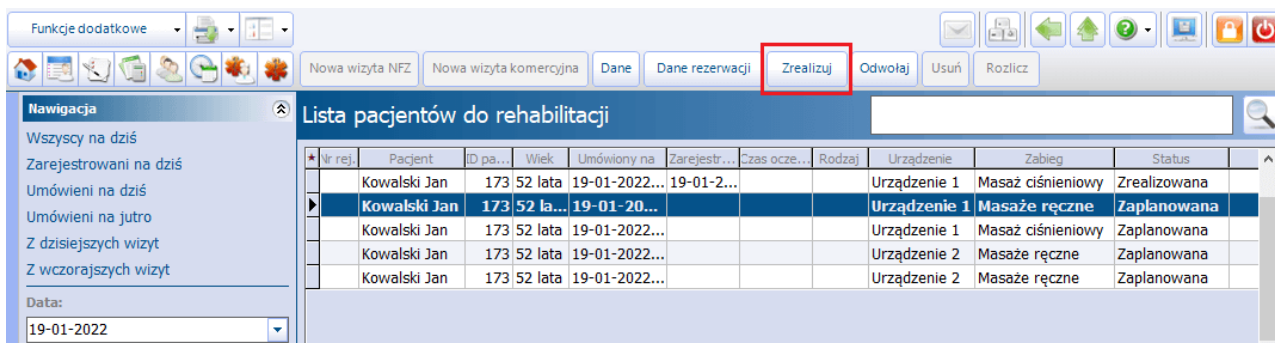 Funkcje dodatkowe
Nowa wizyta NFZ Nowa wizyta komercyjna Dane Dane rezerwacji Zrealizuj Odwołaj Usuń Rozlicz
Nawigacja
Wszyscy na dziś
Zarejestrowani na dziś
Umówieni na dziś
Umówieni na jutro
Z dzisiejszych wizyt
Z wczorajszych wizyt
Data:
19-01-2022
Lista pacjentów do rehabilitacji
Nr rej. Pacjent ID pa... Wiek Umówiony na Zarejestr... Czas ocze... Rodzaj Urządzenie Zabieg Status
Kowalski Jan 173 52 lata 19-01-2022... 19-01-2... Urządzenie 1 Masaż ciśnieniowy Zrealizowana
Kowalski Jan 173 52 la... 19-01-20... Urządzenie 1 Masaże ręczne Zaplanowana
Kowalski Jan 173 52 lata 19-01-2022... Urządzenie 1 Masaż ciśnieniowy Zaplanowana
Kowalski Jan 173 52 lata 19-01-2022... Urządzenie 2 Masaże ręczne Zaplanowana
Kowalski Jan 173 52 lata 19-01-2022... Urządzenie 2 Masaże ręczne Zaplanowana